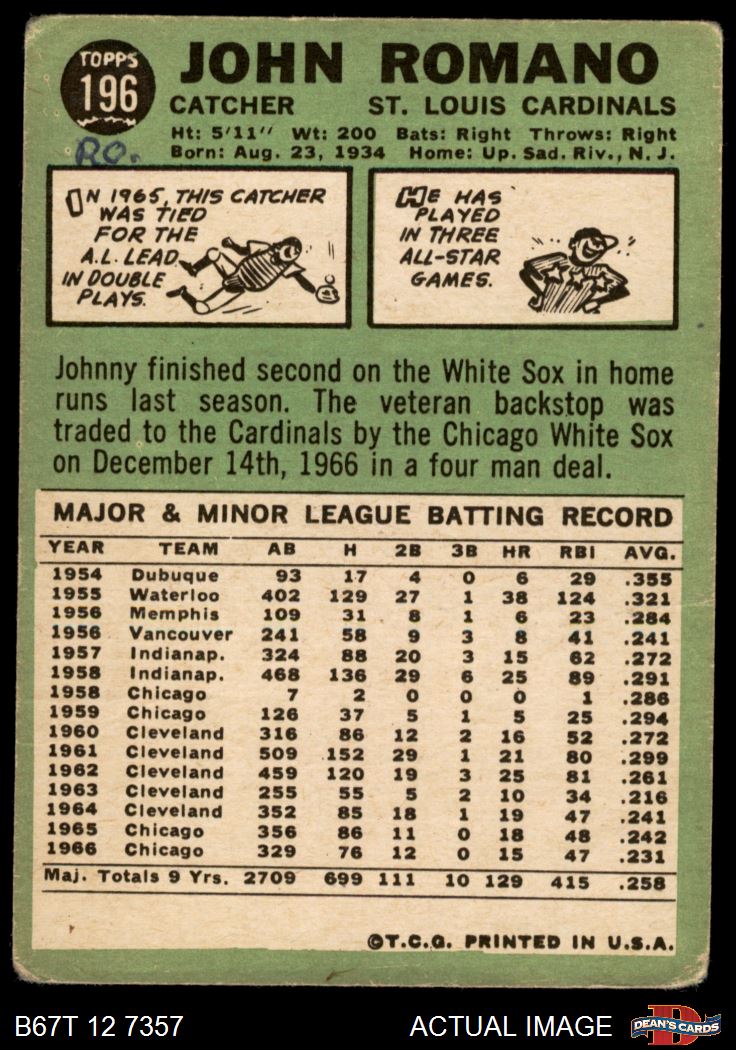 TOPPS
196
JOHN ROMANO
CATCHER ST. LOUIS CARDINALS
Ht: 5'11" Wt: 200 Bats: Right Throws: Right
Born: Aug. 23, 1934 Home: Up. Sad. Riv., N. J.
RO.
IN 1965, THIS CATCHER
WAS TIED
FOR THE
A.L. LEAD
IN DOUBLE
PLAYS.
HE HAS
PLAYED
IN THREE
ALL-STAR
GAMES.
Johnny finished second on the White Sox in home
runs last season. The veteran backstop was
traded to the Cardinals by the Chicago White Sox
on December 14th, 1966 in a four man deal.
MAJOR & MINOR LEAGUE BATTING RECORD
YEAR TEAM AB H 2B 3B HR RBI AVG.
1954 Dubuque 93 17 4 0 6 29 .355
1955 Waterloo 402 129 27 1 38 124 .321
1956 Memphis 109 31 8 1 6 23 .284
1956 Vancouver 241 58 9 3 8 41 .241
1957 Indianap. 324 88 20 3 15 62 .272
1958 Indianap. 468 136 29 6 25 89 .291
1958 Chicago 7 2 0 0 0 1 .286
1959 Chicago 126 37 5 1 5 25 .294
1960 Cleveland 316 86 12 2 16 52 .272
1961 Cleveland 509 152 29 1 21 80 .299
1962 Cleveland 459 120 19 3 25 81 .261
1963 Cleveland 255 55 5 2 10 34 .216
1964 Cleveland 352 85 18 1 19 47 .241
1965 Chicago 356 86 11 0 18 48 .242
1966 Chicago 329 76 12 0 15 47 .231
Maj. Totals 9 Yrs. 2709 699 111 10 129 415 .258
©T.C.G. PRINTED IN U.S.A.
B67T 12 7357 ACTUAL IMAGE D DEAN'S CARDS